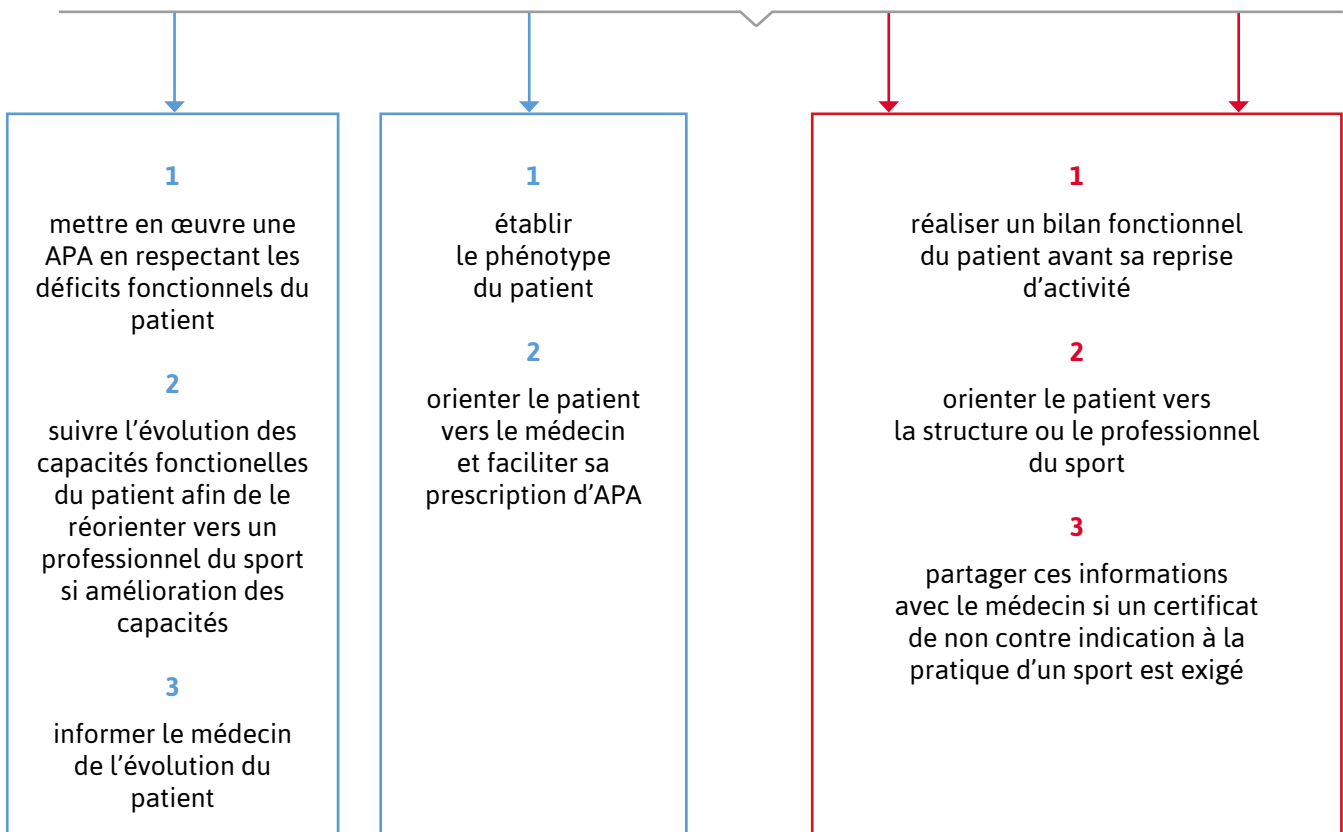 1
mettre en œuvre une
APA en respectant les
déficits fonctionnels du
patient
2
suivre l’évolution des
capacités fonctionelles
du patient afin de le
réorienter vers un
professionnel du sport
si amélioration des
capacités
3
informer le médecin
de l’évolution du
patient
1
établir
le phénotype
du patient
2
orienter le patient
vers le médecin
et faciliter sa
prescription d’APA
1
réaliser un bilan fonctionnel
du patient avant sa reprise
d’activité
2
orienter le patient vers
la structure ou le professionnel
du sport
3
partager ces informations
avec le médecin si un certificat
de non contre indication à la
pratique d’un sport est exigé